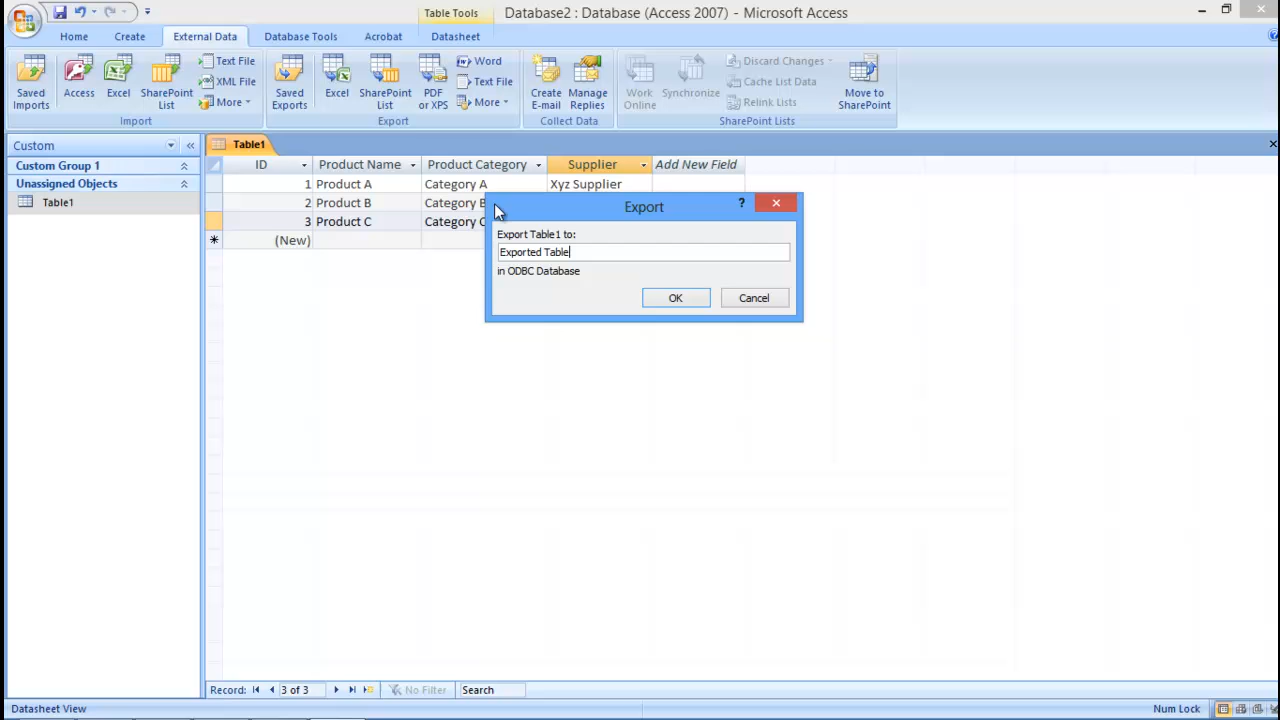 Table Tools
Database2 : Database (Access 2007) - Microsoft Access
Home
Create
External Data
Database Tools
Acrobat
Datasheet
Saved Imports
Access
Excel
SharePoint List
Text File
XML File
More
Import
Saved Exports
Excel
SharePoint List
PDF or XPS
Word
Text File
More
Export
Create E-mail
Manage Replies
Collect Data
Work Online
Synchronize
Discard Changes
Cache List Data
Relink Lists
Move to SharePoint
SharePoint Lists
Custom
«
Custom Group 1
Unassigned Objects
Table1
Table1
ID Product Name Product Category Supplier Add New Field
1 Product A Category A Xyz Supplier
2 Product B Category B
3 Product C Category C
* (New)
Export
?
Export Table1 to:
Exported Table
in ODBC Database
OK
Cancel
Record: 3 of 3 No Filter Search
Datasheet View
Num Lock